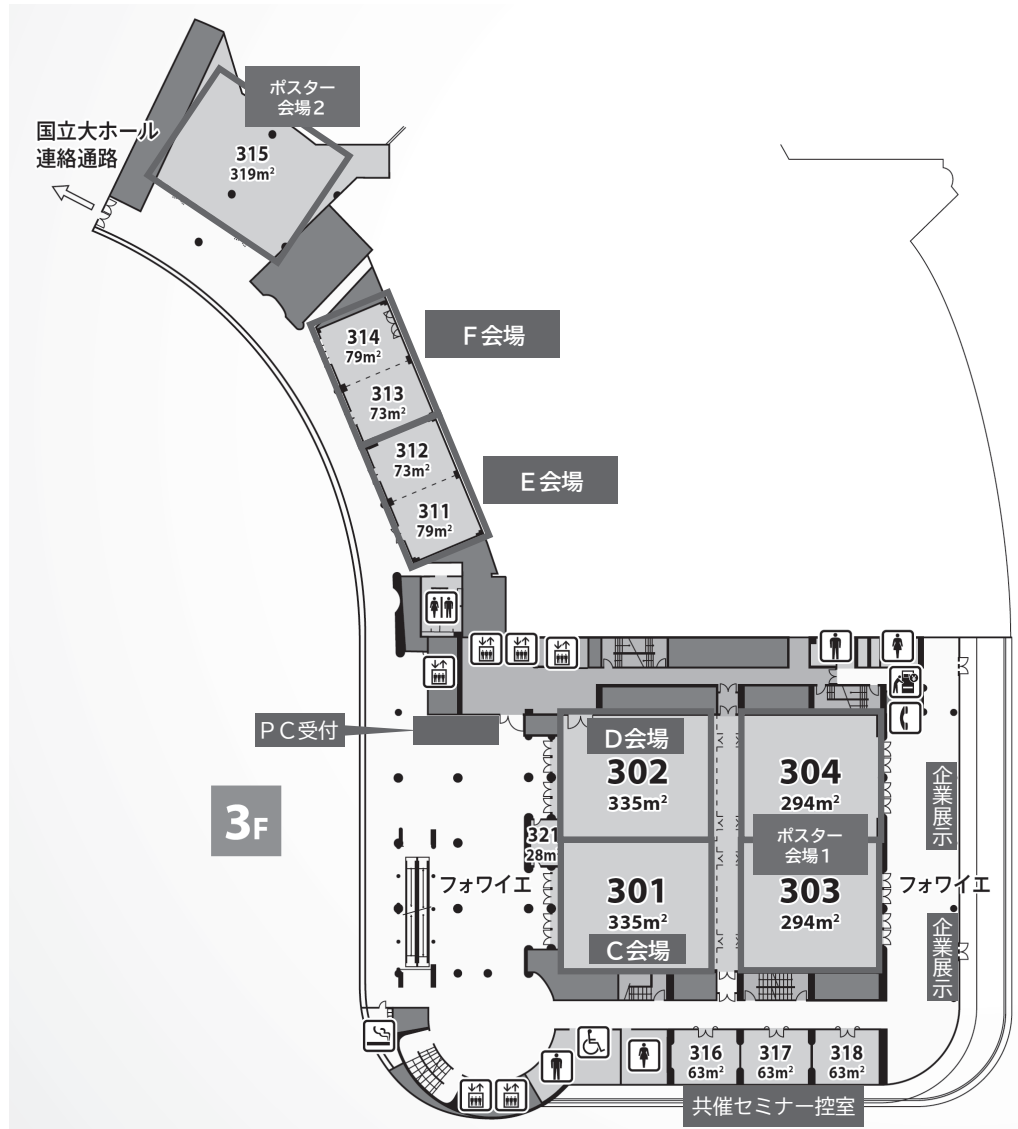 ポスター
会場2
国立大ホール
連絡通路
315
319m²
314
79m²
F会場
313
73m²
312
73m²
E会場
311
79m²
PC受付
D会場
302
335m²
304
294m²
企業展示
3F
321
28m
ポスター
会場1
フォワイエ
301
335m²
C会場
303
294m²
フォワイエ
企業展示
316
63m²
317
63m²
318
63m²
共催セミナー控室